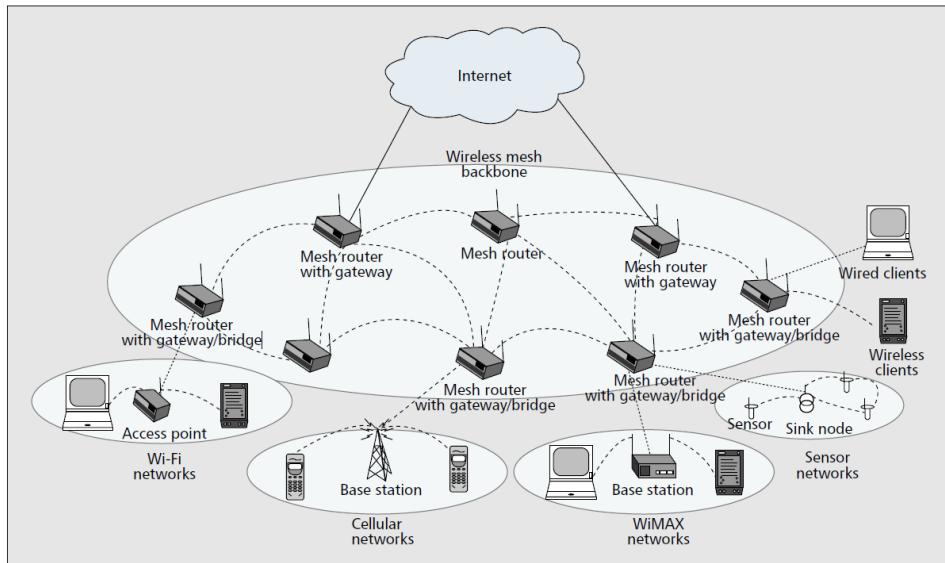 Internet
Wireless mesh
backbone
Mesh router
with gateway
Mesh router
Mesh router
with gateway
Wired clients
Mesh router
with gateway/bridge
Mesh router
with gateway/bridge
Wireless
clients
Mesh router
with gateway/bridge
Mesh router
with gateway/bridge
Access point
Wi-Fi
networks
Base station
Cellular
networks
Base station
WiMAX
networks
Sensor
Sink node
Sensor
networks